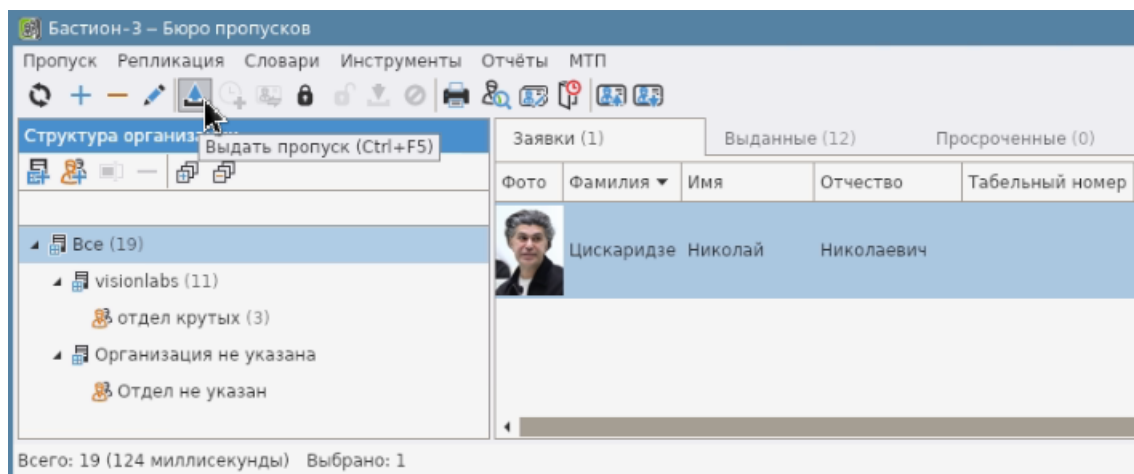 Бастион-3 – Бюро пропусков
Пропуск Репликация Словари Инструменты Отчёты МТП
Структура организ
Выдать пропуск (Ctrl+F5)
Заявки (1) Выданные (12) Просроченные (0)
Фото Фамилия Имя Отчество Табельный номер
Цискаридзе Николай Николаевич
Все (19)
visionlabs (11)
отдел крутых (3)
Организация не указана
Отдел не указан
Всего: 19 (124 миллисекунды) Выбрано: 1